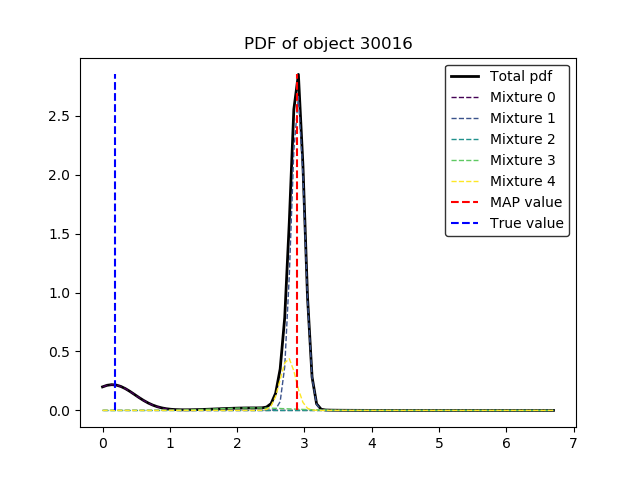 PDF of object 30016
Total pdf
Mixture 0
Mixture 1
Mixture 2
Mixture 3
Mixture 4
MAP value
True value
2.5
2.0
1.5
1.0
0.5
0.0
0 1 2 3 4 5 6 7